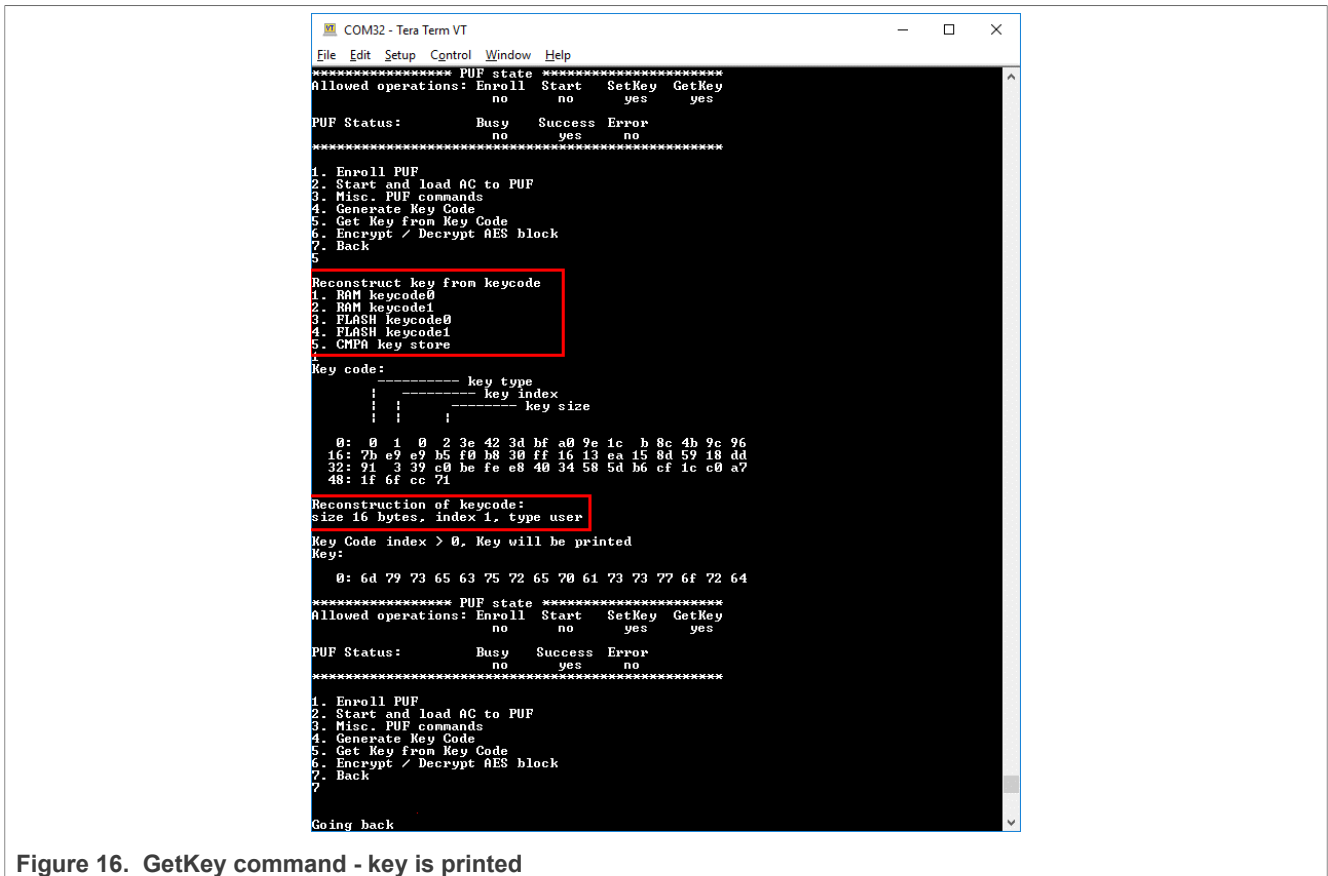 COM32 - Tera Term VT
File Edit Setup Control Window Help
***************** PUF state **********************
Allowed operations: Enroll Start SetKey GetKey
no no yes yes
PUF Status: Busy Success Error
no yes no
**************************************************
1. Enroll PUF
2. Start and load AC to PUF
3. Misc. PUF commands
4. Generate Key Code
5. Get Key from Key Code
6. Encrypt / Decrypt AES block
7. Back
5
Reconstruct key from keycode
1. RAM keycode0
2. RAM keycode1
3. FLASH keycode0
4. FLASH keycode1
5. CMPA key store
1
Key code:
---------- key type
| --------- key index
| | -------- key size
| | |
0: 0 1 0 2 3e 42 3d bf a0 9e 1c b 8c 4b 9c 96
16: 7b e9 e9 b5 f0 b8 30 ff 16 13 ea 15 8d 59 18 dd
32: 91 3 39 c0 be fe e8 40 34 58 5d b6 cf 1c c0 a7
48: 1f 6f cc 71
Reconstruction of keycode:
size 16 bytes, index 1, type user
Key Code index > 0, Key will be printed
Key:
0: 6d 79 73 65 63 75 72 65 70 61 73 73 77 6f 72 64
***************** PUF state **********************
Allowed operations: Enroll Start SetKey GetKey
no no yes yes
PUF Status: Busy Success Error
no yes no
**************************************************
1. Enroll PUF
2. Start and load AC to PUF
3. Misc. PUF commands
4. Generate Key Code
5. Get Key from Key Code
6. Encrypt / Decrypt AES block
7. Back
7
Going back
Figure 16. GetKey command - key is printed